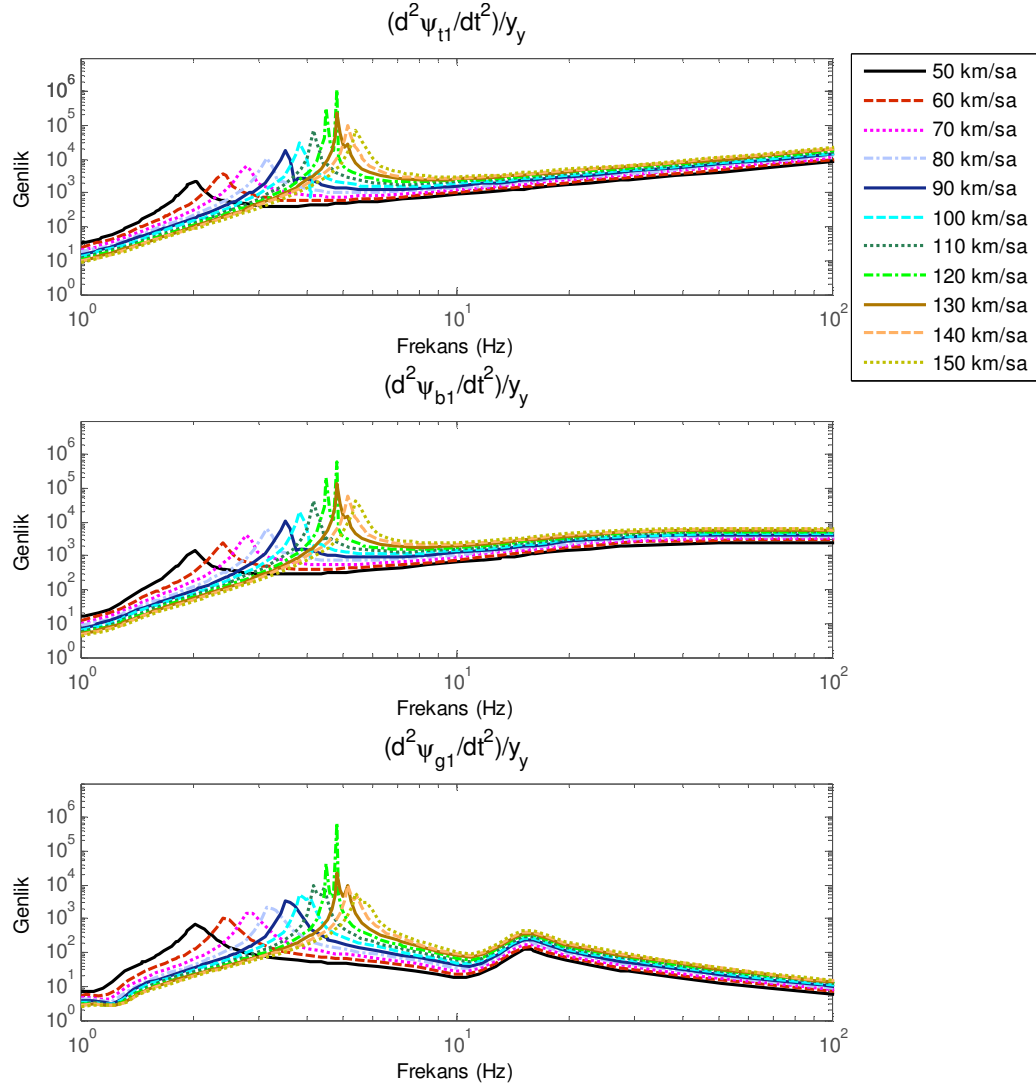 (d²ψt1/dt²)/yy
Genlik
10⁶
10⁵
10⁴
10³
10²
10¹
10⁰
10⁰ 10¹ 10²
Frekans (Hz)
50 km/sa
60 km/sa
70 km/sa
80 km/sa
90 km/sa
100 km/sa
110 km/sa
120 km/sa
130 km/sa
140 km/sa
150 km/sa
(d²ψb1/dt²)/yy
Genlik
10⁶
10⁵
10⁴
10³
10²
10¹
10⁰
10⁰ 10¹ 10²
Frekans (Hz)
(d²ψg1/dt²)/yy
Genlik
10⁶
10⁵
10⁴
10³
10²
10¹
10⁰
10⁰ 10¹ 10²
Frekans (Hz)